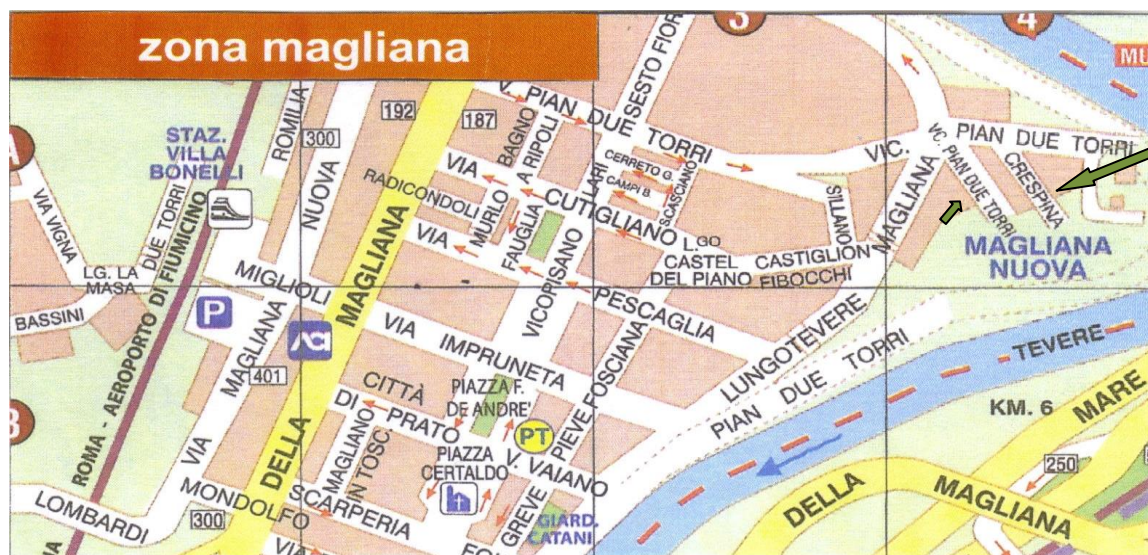 zona magliana
3
4
MU
STAZ.
VILLA
BONELLI
ROMILIA
300
NUOVA
192
187
V. PIAN DUE TORRI
SESTO FIOR
BAGNO
A RIPOLI
VIA
RADICONDOLI
MURLO
FAUGLIA
CUTIGLIANO
VIA
PESCAGLIA
CERRETO G.
CAMPI B.
S.CASCIANO
L.GO
CASTEL
DEL PIANO
CASTIGLION
FIBOCCHI
STILLANO
VIC. PIAN DUE TORRI
VC. PIAN DUE TORRI
CRESPINA
MAGLIANA
NUOVA
LUNGOTEVERE MAGLIANA
VIA VIGNA
DUE TORRI
LG. LA
MASA
BASSINI
ROMA - AEROPORTO DI FIUMICINO
P
MIGLIOLI
VIA MAGLIANA
401
DELLA MAGLIANA
VIA IMPRUNETA
VICOPISANO
PIEVE FOSCIANA
CITTÀ
DI PRATO
PIAZZA F.
DE ANDRE'
PT
PIAZZA
CERTALDO
V. VAIANO
MAGLIANO
IN TOSC.
SCARPERIA
MONDOLFO
300
LOMBARDI
VIA
GREVE
GIARD.
CATANI
PIAN DUE TORRI
TEVERE
KM. 6
MARE
250
DELLA MAGLIANA